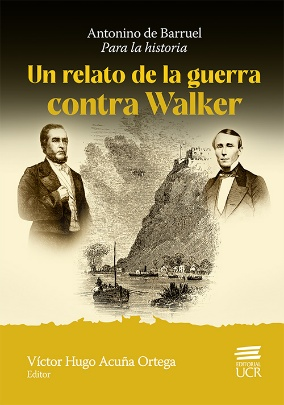 Antonino de Barruel
Para la historia
Un relato de la guerra
contra Walker
Víctor Hugo Acuña Ortega
Editor
EDITORIAL
UCR